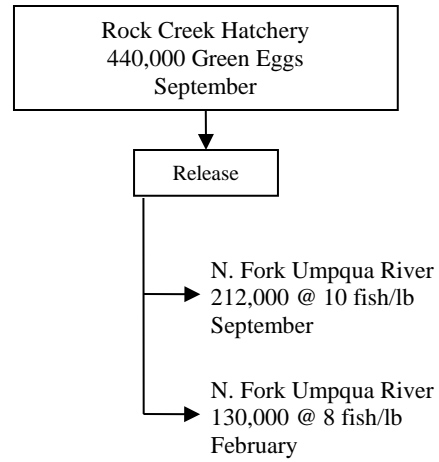 Rock Creek Hatchery
440,000 Green Eggs
September
Release
N. Fork Umpqua River
212,000 @ 10 fish/lb
September
N. Fork Umpqua River
130,000 @ 8 fish/lb
February